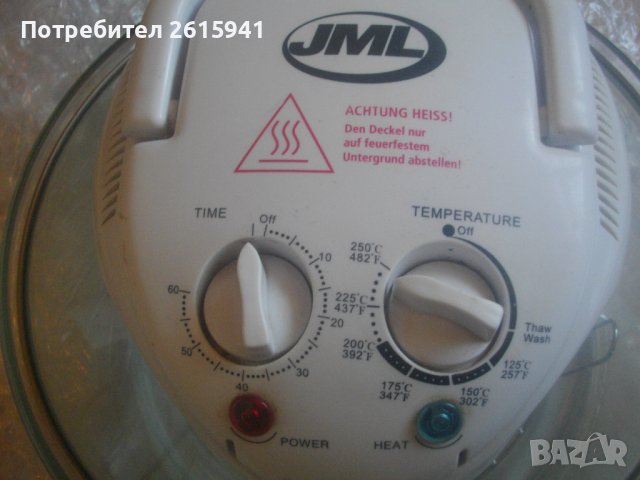 Потребител 2615941
JML
ACHTUNG HEISS!
Den Deckel nur
auf feuerfestem
Untergrund abstellen!
TIME
Off
10
20
30
40
50
60
TEMPERATURE
Off
250°C
482°F
225°C
437°F
200°C
392°F
175°C
347°F
150°C
302°F
125°C
257°F
Thaw
Wash
POWER
HEAT
BAZAR